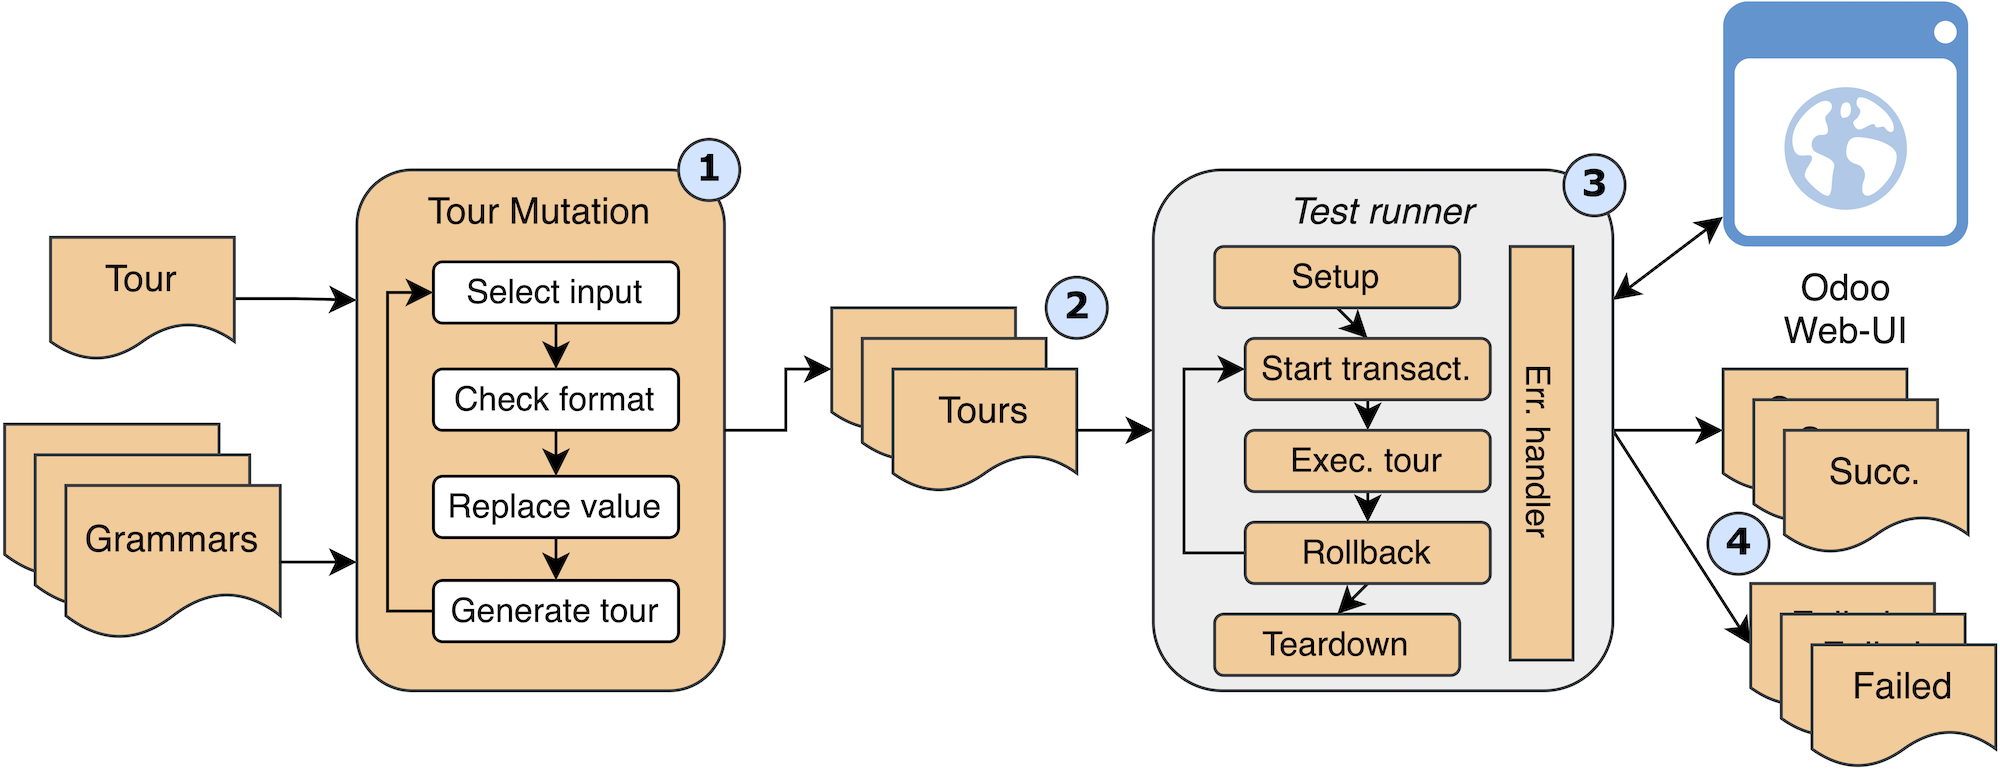 Tour
Grammars
1
Tour Mutation
Select input
Check format
Replace value
Generate tour
2
Tours
3
Test runner
Setup
Start transact.
Exec. tour
Rollback
Teardown
Err. handler
Odoo
Web-UI
Succ.
4
Failed